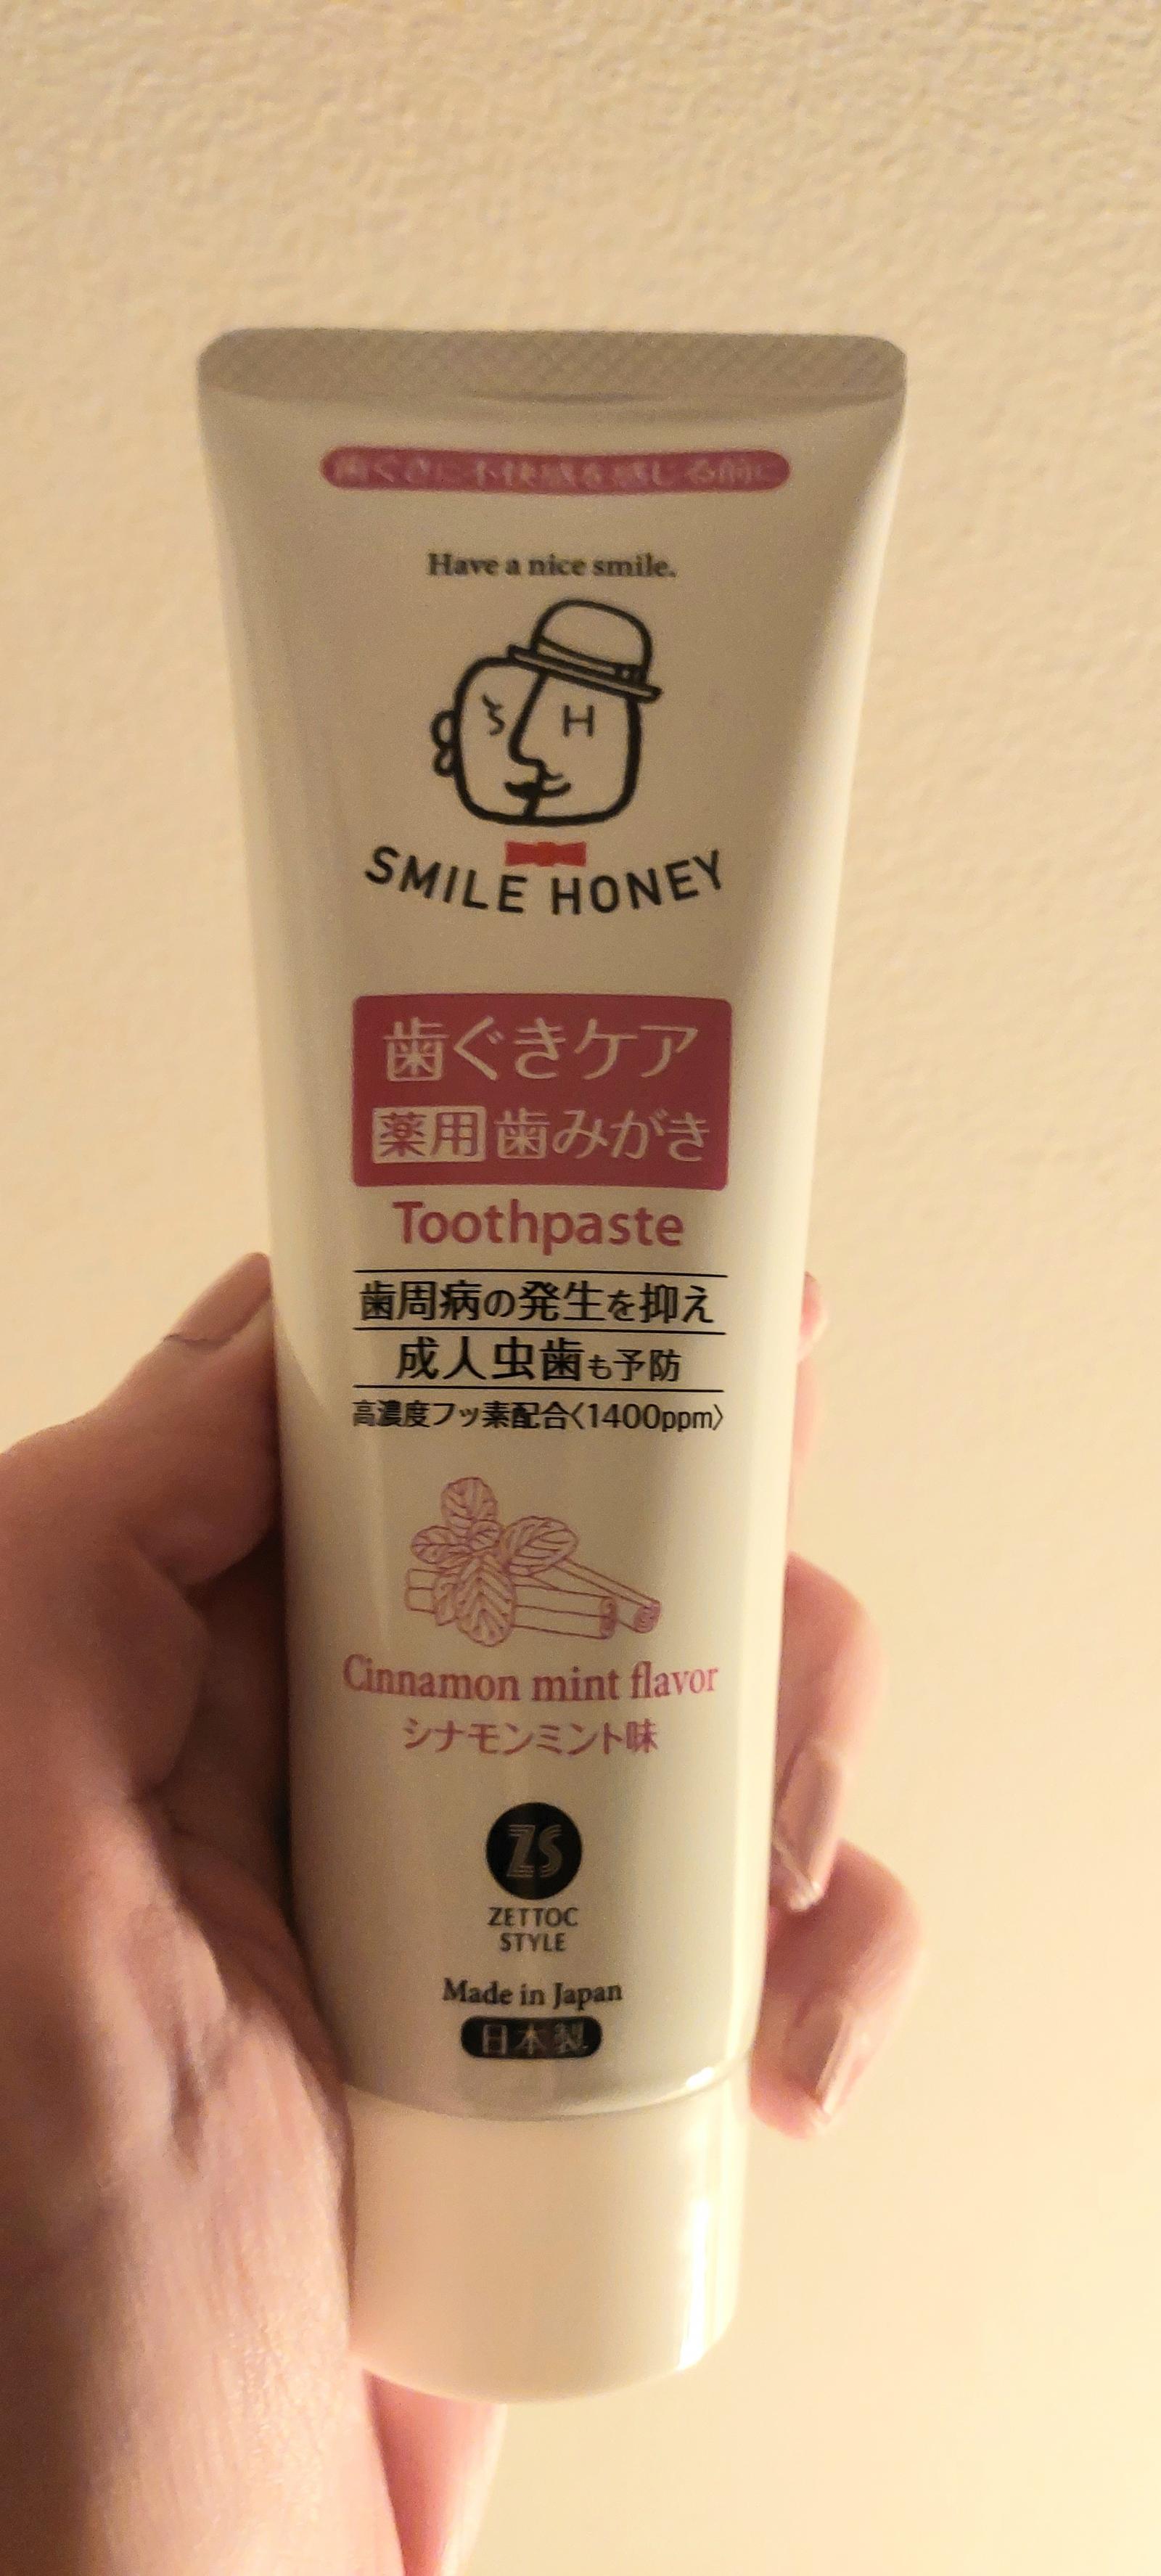 歯ぐきに不快感を感じる前に
Have a nice smile.
S H
SMILE HONEY
歯ぐきケア
薬用 歯みがき
Toothpaste
歯周病の発生を抑え
成人虫歯も予防
高濃度フッ素配合〈1400ppm〉
Cinnamon mint flavor
シナモンミント味
ZS
ZETTOC
STYLE
Made in Japan
日本製